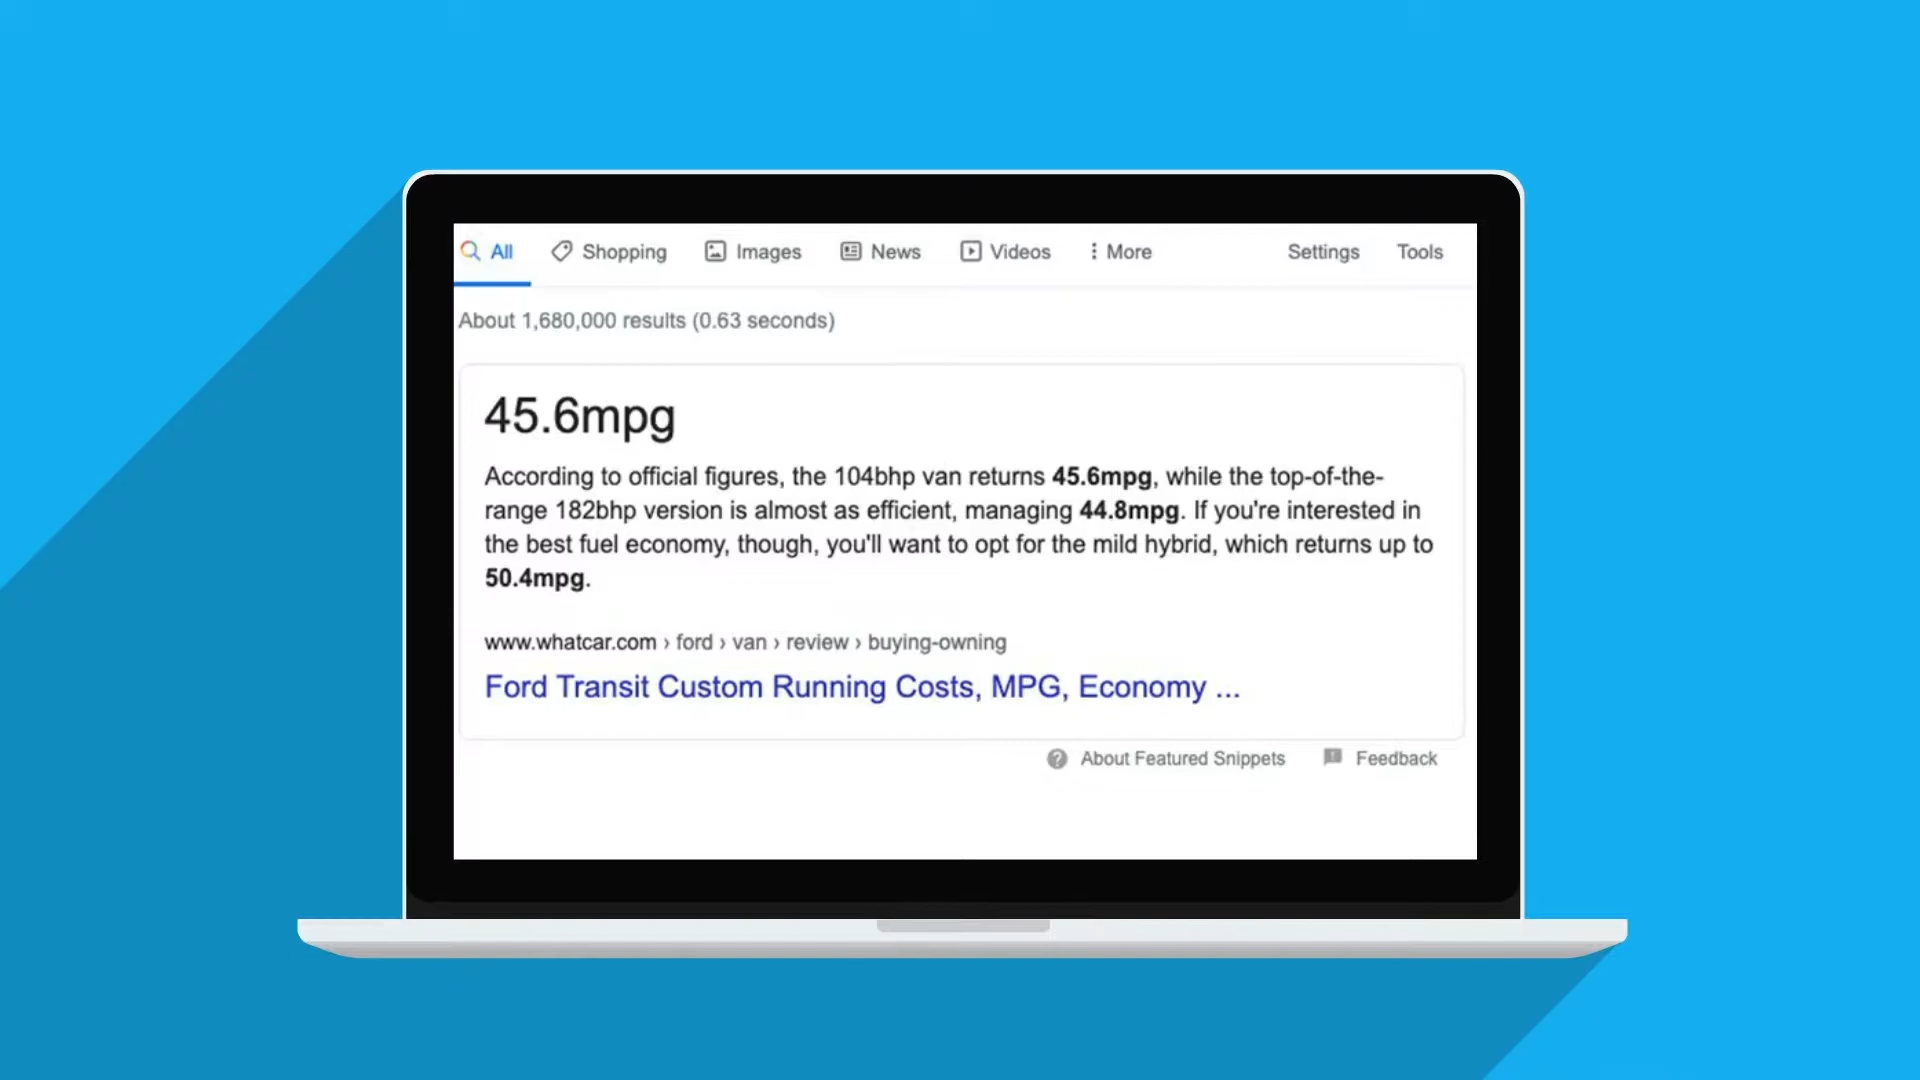 All Shopping Images News Videos More Settings Tools
About 1,680,000 results (0.63 seconds)
45.6mpg
According to official figures, the 104bhp van returns 45.6mpg, while the top-of-the-
range 182bhp version is almost as efficient, managing 44.8mpg. If you're interested in
the best fuel economy, though, you'll want to opt for the mild hybrid, which returns up to
50.4mpg.
www.whatcar.com › ford › van › review › buying-owning
Ford Transit Custom Running Costs, MPG, Economy ...
About Featured Snippets Feedback